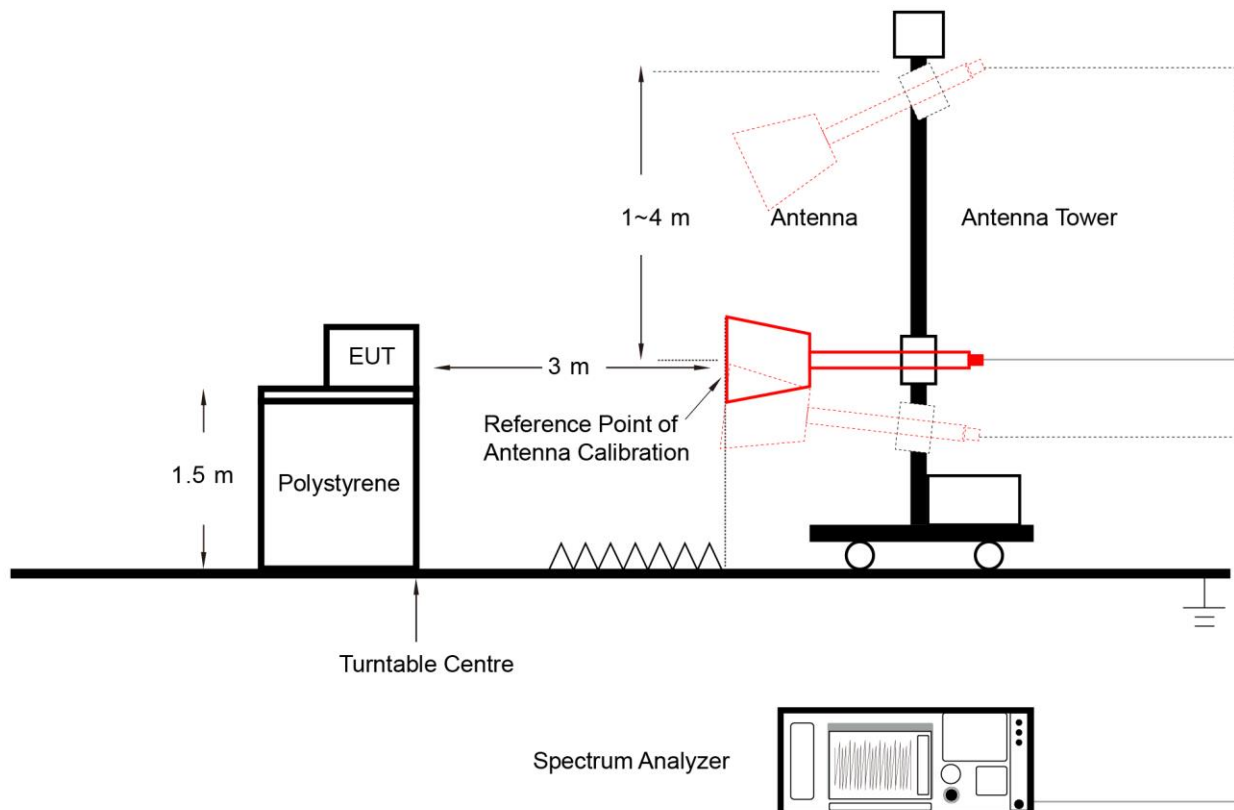 1~4 m
Antenna
Antenna Tower
EUT
3 m
Reference Point of
Antenna Calibration
1.5 m
Polystyrene
Turntable Centre
Spectrum Analyzer